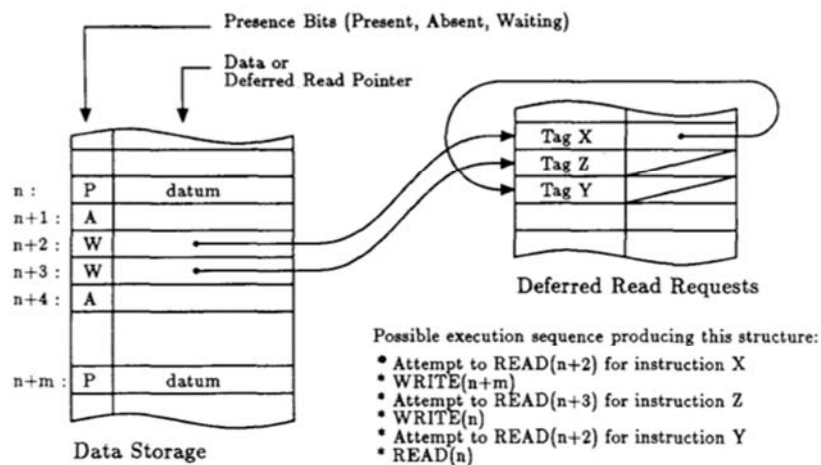 Presence Bits (Present, Absent, Waiting)
Data or
Deferred Read Pointer
n : P datum
n+1 : A
n+2 : W
n+3 : W
n+4 : A
n+m : P datum
Data Storage
Tag X
Tag Z
Tag Y
Deferred Read Requests
Possible execution sequence producing this structure:
* Attempt to READ(n+2) for instruction X
* WRITE(n+m)
* Attempt to READ(n+3) for instruction Z
* WRITE(n)
* Attempt to READ(n+2) for instruction Y
* READ(n)